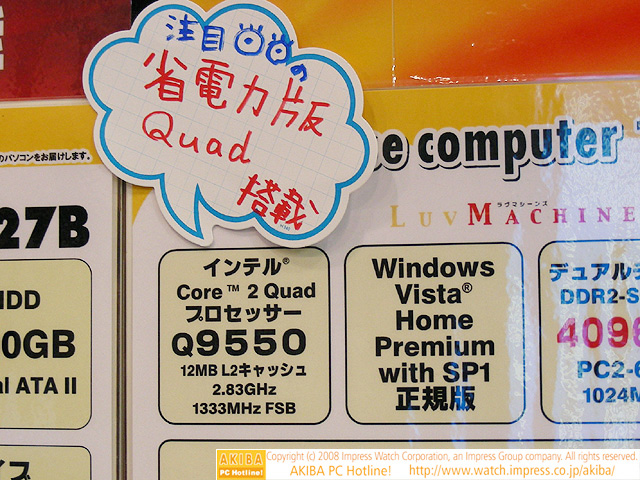 注目
の
省電力版
Quad
搭載
のパソコンをお届けします。
computer
27B
ラヴマシーンズ
LUVMACHINE
HDD
0GB
ATA II
インテル®
Core™ 2 Quad
プロセッサー
Q9550
12MB L2キャッシュ
2.83GHz
1333MHz FSB
Windows
Vista®
Home
Premium
with SP1
正規版
デュアル
DDR2-S
4096
PC2-6
1024M
AKIBA
PC Hotline!
Copyright (c) 2008 Impress Watch Corporation, an Impress Group company. All rights reserved.
AKIBA PC Hotline! http://www.watch.impress.co.jp/akiba/